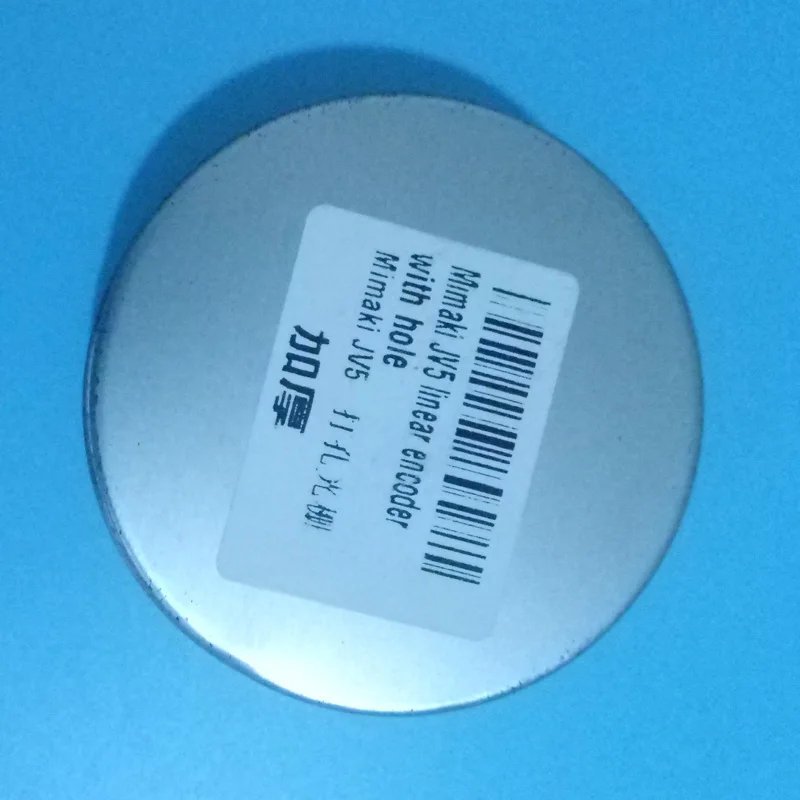 Mimaki JV5 linear encoder
with hole
Mimaki JV5 打孔光栅
加厚